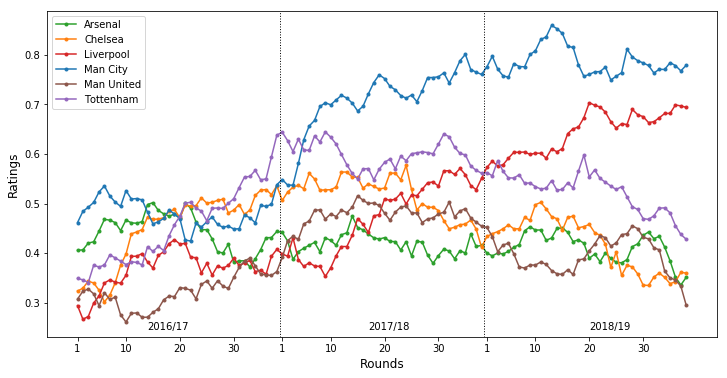 Arsenal
Chelsea
Liverpool
Man City
Man United
Tottenham
Ratings
0.8
0.7
0.6
0.5
0.4
0.3
2016/17 2017/18 2018/19
1 10 20 30 1 10 20 30 1 10 20 30
Rounds